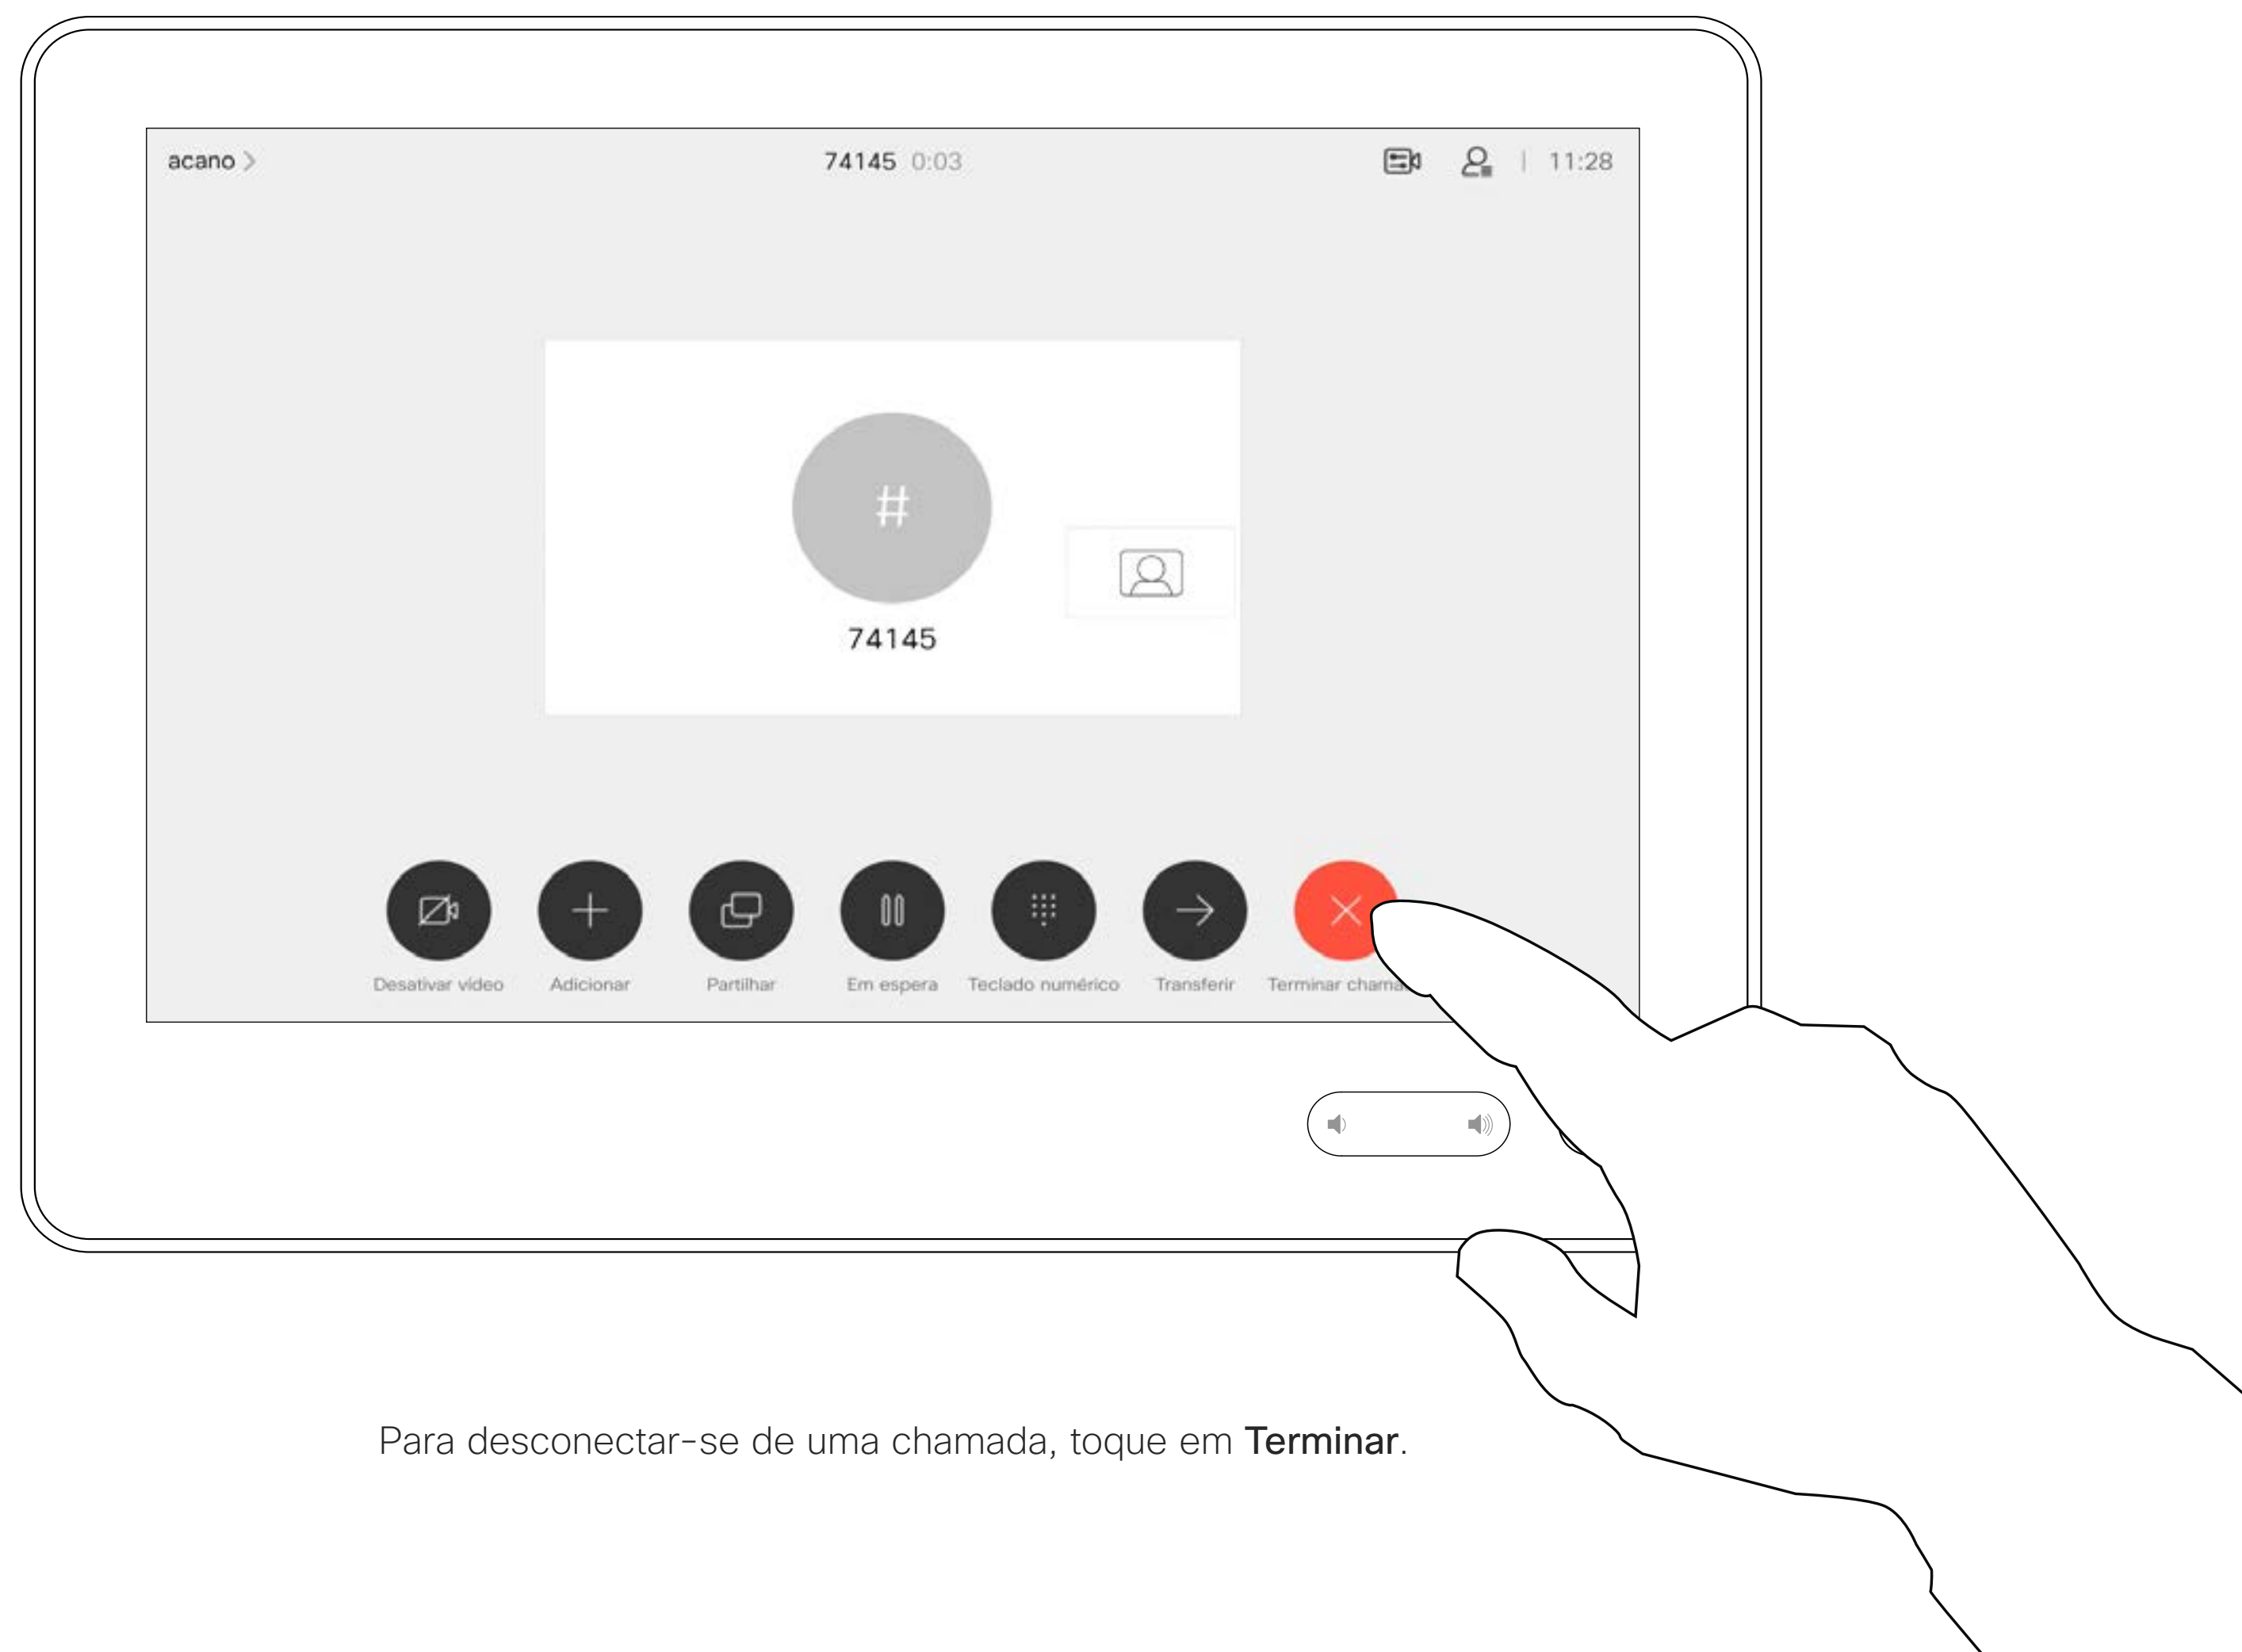 acano
74145 0:03
11:28
#
74145
Desativar vídeo
Adicionar
Partilhar
Em espera
Teclado numérico
Transferir
Terminar
Para desconectar-se de uma chamada, toque em Terminar.